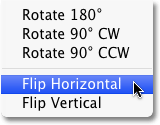 Rotate 180°
Rotate 90° CW
Rotate 90° CCW
Flip Horizontal
Flip Vertical